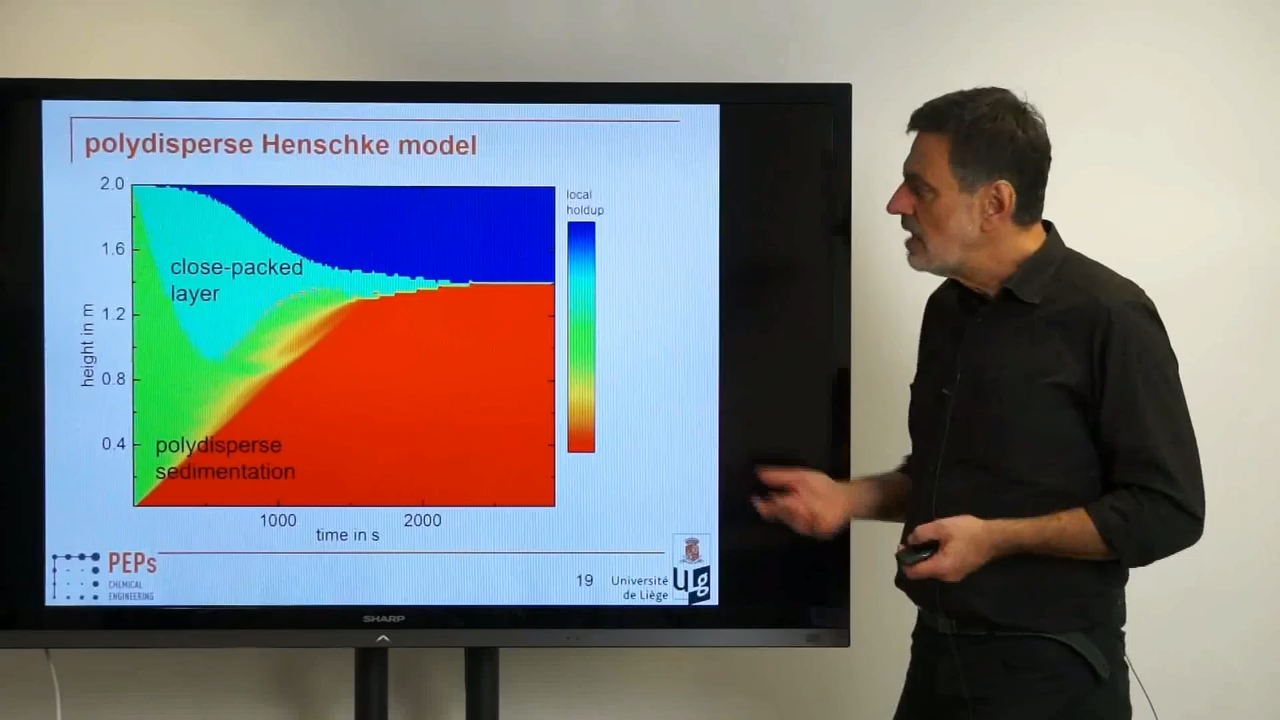 polydisperse Henschke model
2.0
1.6
1.2
0.8
0.4
height in m
close-packed
layer
polydisperse
sedimentation
1000
2000
time in s
local
holdup
PEPs
CHEMICAL
ENGINEERING
19
Université
de Liège
ug
SHARP